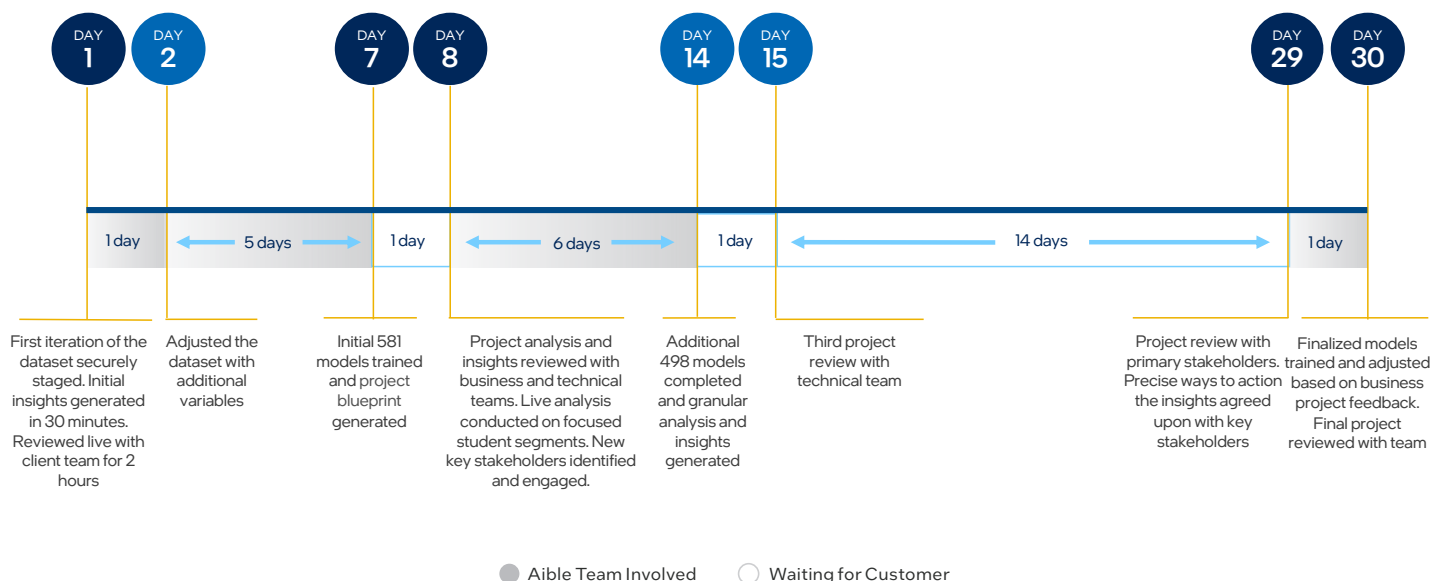 DAY
1
DAY
2
DAY
7
DAY
8
DAY
14
DAY
15
DAY
29
DAY
30
1 day
5 days
1 day
6 days
1 day
14 days
1 day
First iteration of the
dataset securely
staged. Initial
insights generated
in 30 minutes.
Reviewed live with
client team for 2
hours
Adjusted the
dataset with
additional
variables
Initial 581
models trained
and project
blueprint
generated
Project analysis and
insights reviewed with
business and technical
teams. Live analysis
conducted on focused
student segments. New
key stakeholders identified
and engaged.
Additional
498 models
completed
and granular
analysis and
insights
generated
Third project
review with
technical team
Project review with
primary stakeholders.
Precise ways to action
the insights agreed
upon with key
stakeholders
Finalized models
trained and adjusted
based on business
project feedback.
Final project
reviewed with team
Aible Team Involved
Waiting for Customer